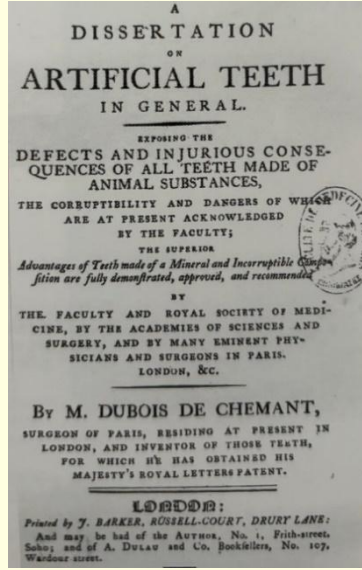 A
DISSERTATION
ON
ARTIFICIAL TEETH
IN GENERAL.
EXPOSING THE
DEFECTS AND INJURIOUS CONSE-
QUENCES OF ALL TEETH MADE OF
ANIMAL SUBSTANCES,
THE CORRUPTIBILITY AND DANGERS OF WHICH
ARE AT PRESENT ACKNOWLEDGED
BY THE FACULTY;
THE SUPERIOR
Advantages of Teeth made of a Mineral and Incorruptible Compo-
ſition are fully demonſtrated, approved, and recommended
BY
THE FACULTY AND ROYAL SOCIETY OF MEDI-
CINE, BY THE ACADEMIES OF SCIENCES AND
SURGERY, AND BY MANY EMINENT PHY-
SICIANS AND SURGEONS IN PARIS.
LONDON, &c.
BY M. DUBOIS DE CHEMANT,
SURGEON OF PARIS, RESIDING AT PRESENT IN
LONDON, AND INVENTOR OF THOSE TEETH,
FOR WHICH HE HAS OBTAINED HIS
MAJESTY'S ROYAL LETTERS PATENT.
LONDON:
Printed by J. BARKER, RUSSELL-COURT, DRURY LANE:
And may be had of the AUTHOR, No. 1, Frith-street.
Soho; and of A. DULAU and Co. Bookſellers, No. 107,
Wardour street.